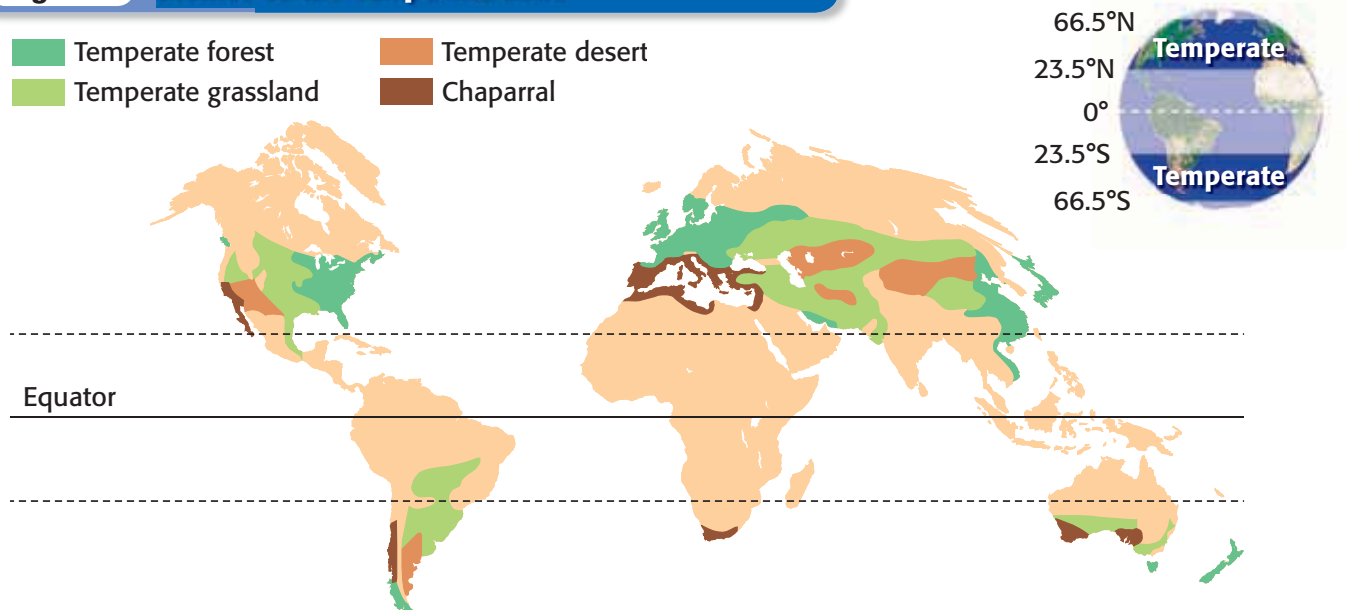 Temperate forest
Temperate grassland
Temperate desert
Chaparral
66.5°N
23.5°N
0°
23.5°S
66.5°S
Temperate
Temperate
Equator